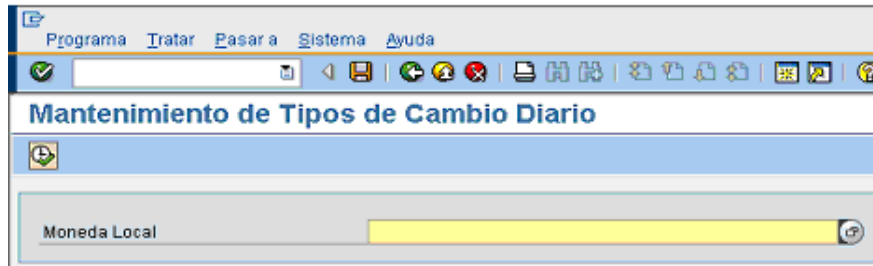 Programa Tratar Pasar a Sistema Ayuda
Mantenimiento de Tipos de Cambio Diario
Moneda Local